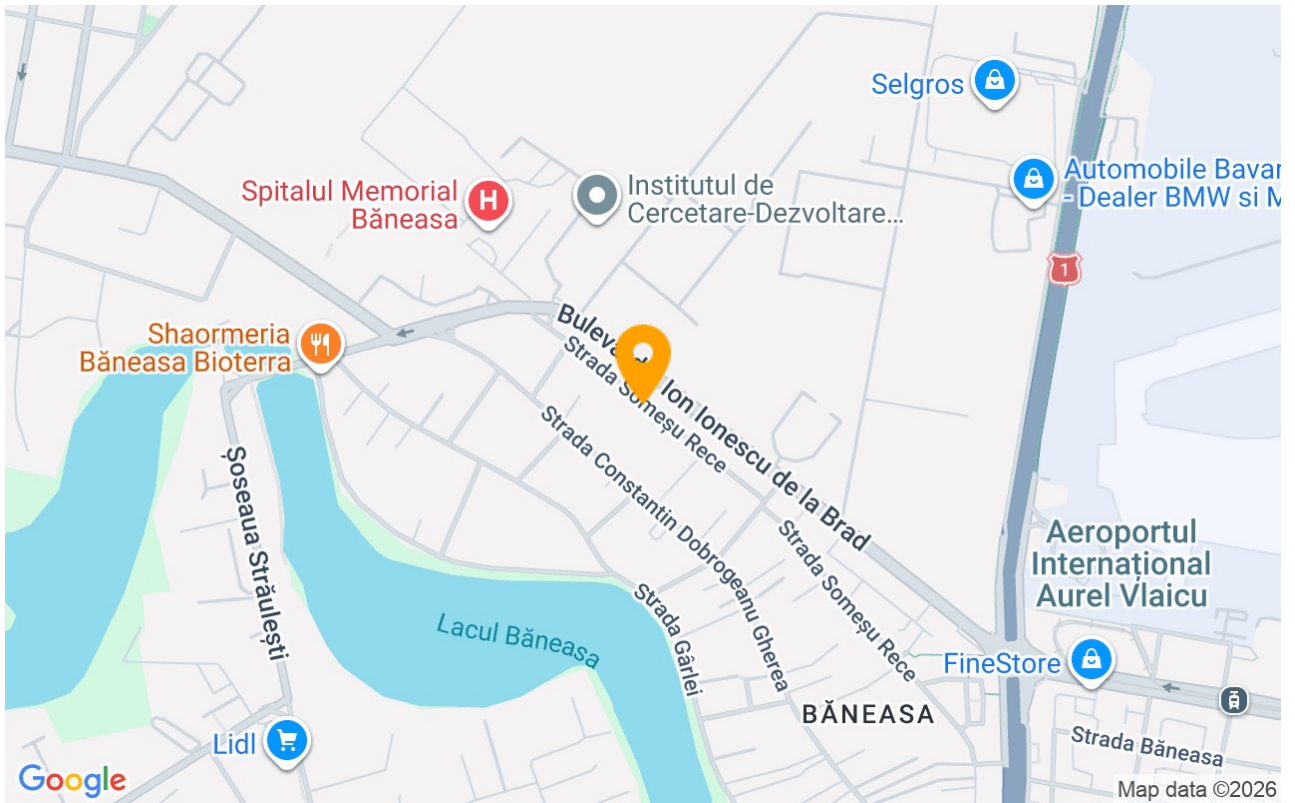 Selgros
Automobile Bavar
- Dealer BMW si M
Spitalul Memorial
Băneasa
Institutul de
Cercetare-Dezvoltare...
1
Shaormeria
Băneasa Bioterra
Strada Someșu Rece
Strada Constantin Dobrogeanu Gherea
Șoseaua Străulești
Strada Someșu Rece
Aeroportul
Internațional
Aurel Vlaicu
Strada Gârlei
Lacul Băneasa
FineStore
BĂNEASA
Lidl
Strada Băneasa
Google
Map data ©2026
Ion Ionescu de la Brad